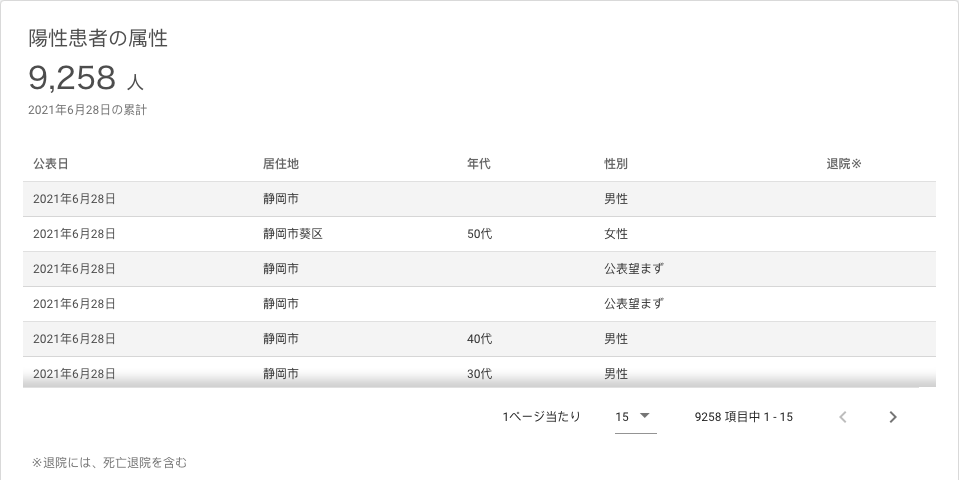 陽性患者の属性
9,258 人
2021年6月28日の累計
公表日 居住地 年代 性別 退院※
2021年6月28日 静岡市 男性
2021年6月28日 静岡市葵区 50代 女性
2021年6月28日 静岡市 公表望まず
2021年6月28日 静岡市 公表望まず
2021年6月28日 静岡市 40代 男性
2021年6月28日 静岡市 30代 男性
1ページ当たり 15 9258 項目中 1 - 15
※退院には、死亡退院を含む